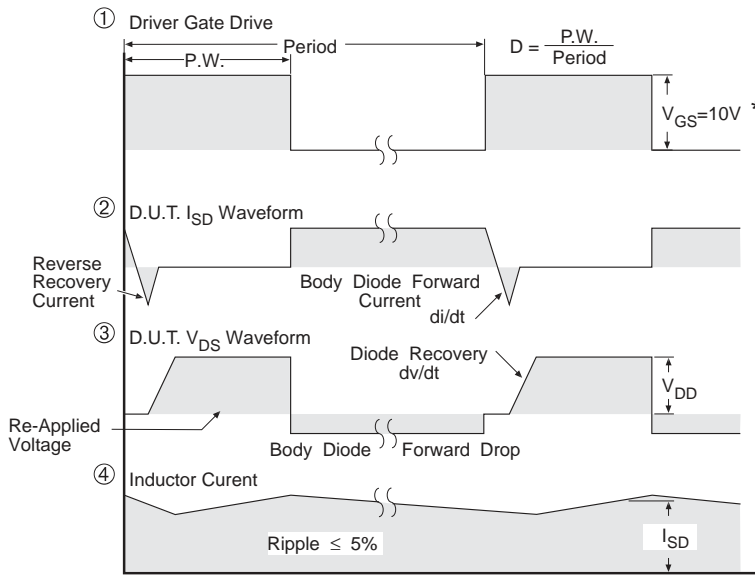 ① Driver Gate Drive
P.W.
Period
D = P.W.
Period
V_GS=10V *
② D.U.T. I_SD Waveform
Reverse
Recovery
Current
Body Diode Forward
Current
di/dt
③ D.U.T. V_DS Waveform
Diode Recovery
dv/dt
V_DD
Re-Applied
Voltage
Body Diode Forward Drop
④ Inductor Curent
Ripple ≤ 5%
I_SD